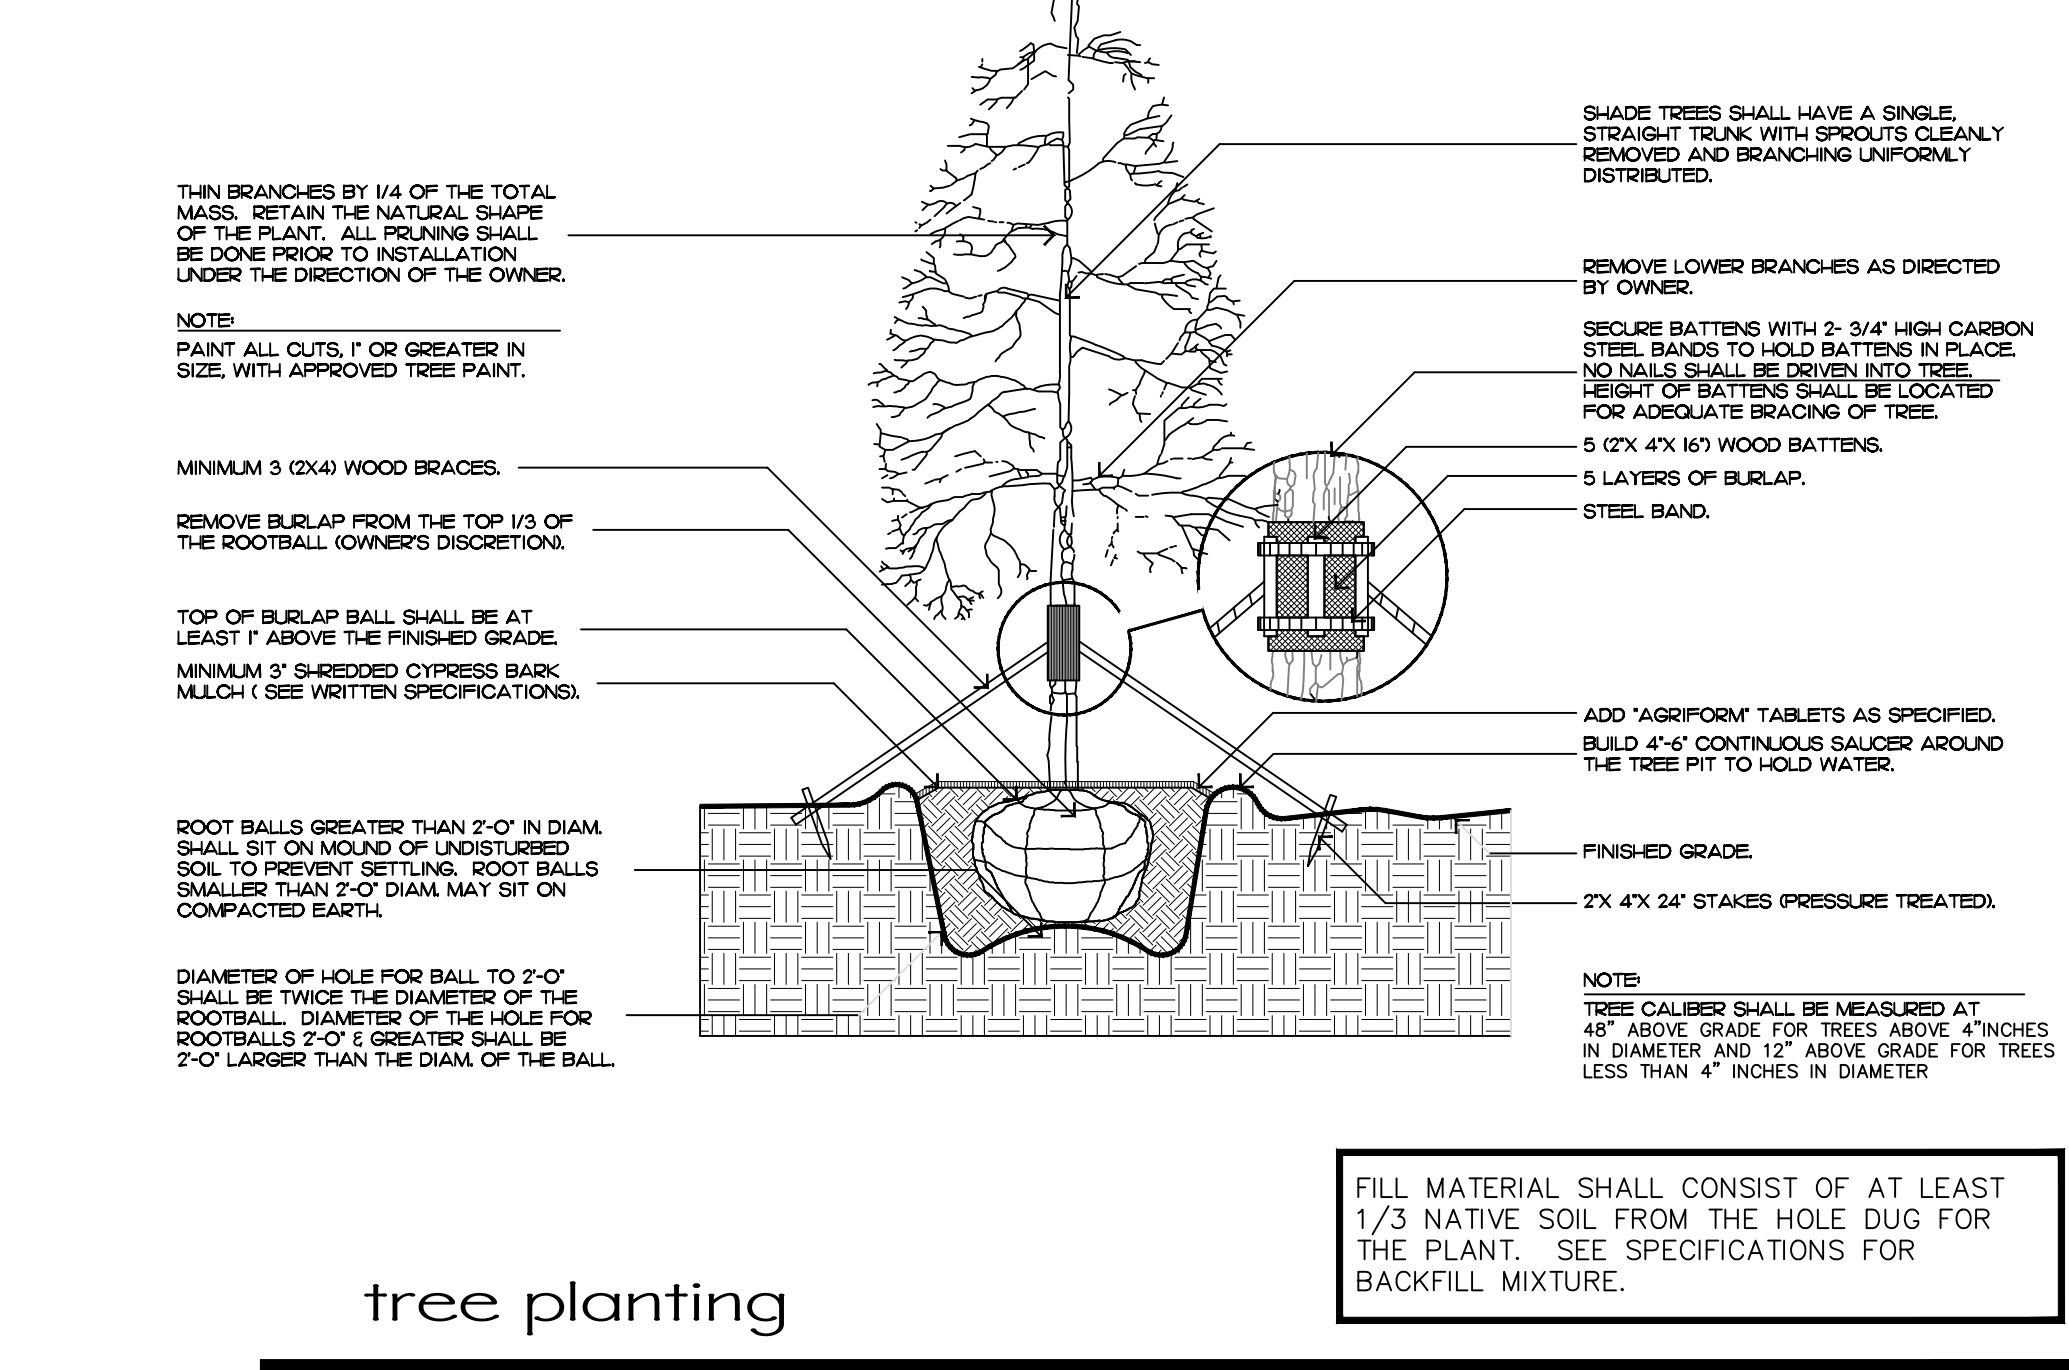 THIN BRANCHES BY 1/4 OF THE TOTAL
MASS. RETAIN THE NATURAL SHAPE
OF THE PLANT. ALL PRUNING SHALL
BE DONE PRIOR TO INSTALLATION
UNDER THE DIRECTION OF THE OWNER.
NOTE:
PAINT ALL CUTS, 1" OR GREATER IN
SIZE, WITH APPROVED TREE PAINT.
MINIMUM 3 (2X4) WOOD BRACES.
REMOVE BURLAP FROM THE TOP 1/3 OF
THE ROOTBALL (OWNER'S DISCRETION).
TOP OF BURLAP BALL SHALL BE AT
LEAST 1" ABOVE THE FINISHED GRADE.
MINIMUM 3" SHREDDED CYPRESS BARK
MULCH ( SEE WRITTEN SPECIFICATIONS).
ROOT BALLS GREATER THAN 2'-0" IN DIAM.
SHALL SIT ON MOUND OF UNDISTURBED
SOIL TO PREVENT SETTLING. ROOT BALLS
SMALLER THAN 2'-0" DIAM. MAY SIT ON
COMPACTED EARTH.
DIAMETER OF HOLE FOR BALL TO 2'-0"
SHALL BE TWICE THE DIAMETER OF THE
ROOTBALL. DIAMETER OF THE HOLE FOR
ROOTBALLS 2'-0" & GREATER SHALL BE
2'-0" LARGER THAN THE DIAM. OF THE BALL.
SHADE TREES SHALL HAVE A SINGLE,
STRAIGHT TRUNK WITH SPROUTS CLEANLY
REMOVED AND BRANCHING UNIFORMLY
DISTRIBUTED.
REMOVE LOWER BRANCHES AS DIRECTED
BY OWNER.
SECURE BATTENS WITH 2- 3/4" HIGH CARBON
STEEL BANDS TO HOLD BATTENS IN PLACE.
NO NAILS SHALL BE DRIVEN INTO TREE.
HEIGHT OF BATTENS SHALL BE LOCATED
FOR ADEQUATE BRACING OF TREE.
5 (2"X 4"X 16") WOOD BATTENS.
5 LAYERS OF BURLAP.
STEEL BAND.
ADD "AGRIFORM" TABLETS AS SPECIFIED.
BUILD 4"-6" CONTINUOUS SAUCER AROUND
THE TREE PIT TO HOLD WATER.
FINISHED GRADE.
2"X 4"X 24" STAKES (PRESSURE TREATED).
NOTE:
TREE CALIBER SHALL BE MEASURED AT
48” ABOVE GRADE FOR TREES ABOVE 4”INCHES
IN DIAMETER AND 12” ABOVE GRADE FOR TREES
LESS THAN 4” INCHES IN DIAMETER
FILL MATERIAL SHALL CONSIST OF AT LEAST
1/3 NATIVE SOIL FROM THE HOLE DUG FOR
THE PLANT. SEE SPECIFICATIONS FOR
BACKFILL MIXTURE.
tree planting